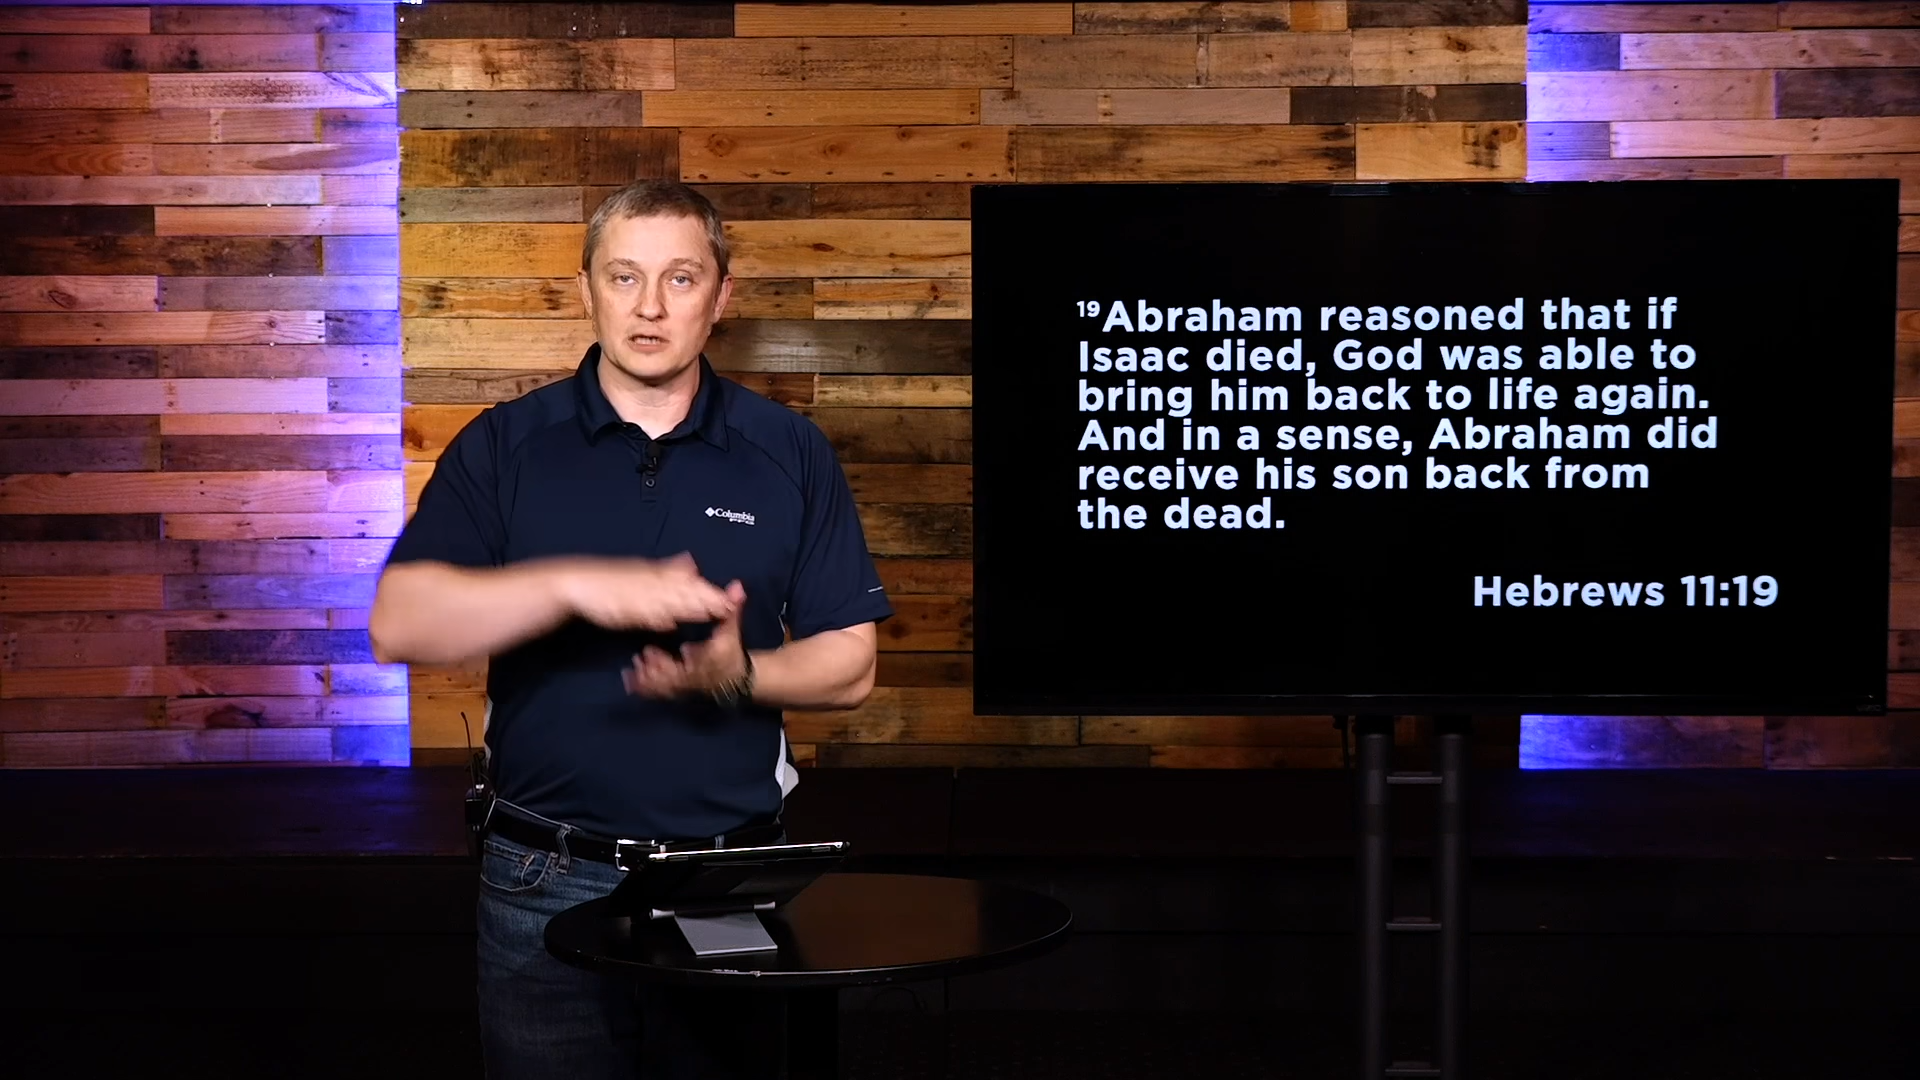 ¹⁹Abraham reasoned that if
Isaac died, God was able to
bring him back to life again.
And in a sense, Abraham did
receive his son back from
the dead.
Hebrews 11:19
Columbia